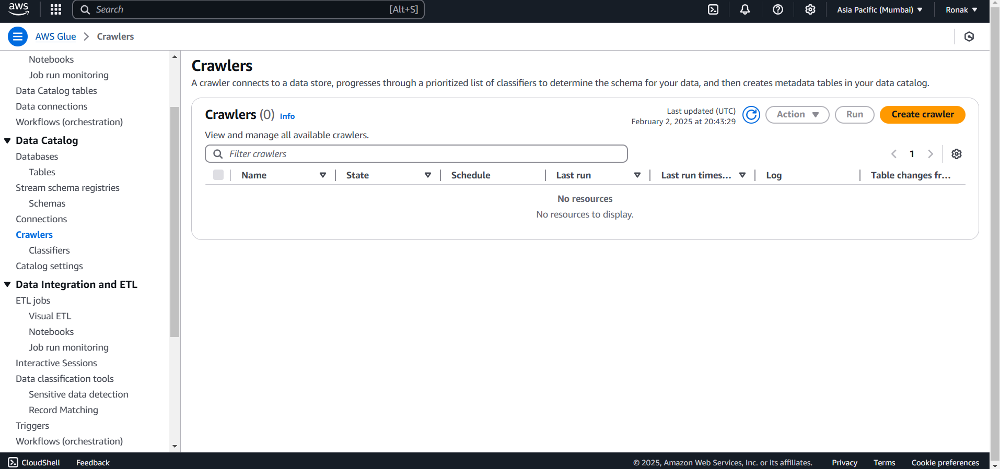 aws
Search
[Alt+S]
Asia Pacific (Mumbai)
Ronak
AWS Glue
Crawlers
Notebooks
Job run monitoring
Data Catalog tables
Data connections
Workflows (orchestration)
Data Catalog
Databases
Tables
Stream schema registries
Schemas
Connections
Crawlers
Classifiers
Catalog settings
Data Integration and ETL
ETL jobs
Visual ETL
Notebooks
Job run monitoring
Interactive Sessions
Data classification tools
Sensitive data detection
Record Matching
Triggers
Workflows (orchestration)
Crawlers
A crawler connects to a data store, progresses through a prioritized list of classifiers to determine the schema for your data, and then creates metadata tables in your data catalog.
Crawlers (0) Info
Last updated (UTC)
February 2, 2025 at 20:43:29
Action
Run
Create crawler
View and manage all available crawlers.
Filter crawlers
1
Name
State
Schedule
Last run
Last run times...
Log
Table changes fr...
No resources
No resources to display.
CloudShell
Feedback
© 2025, Amazon Web Services, Inc. or its affiliates.
Privacy
Terms
Cookie preferences